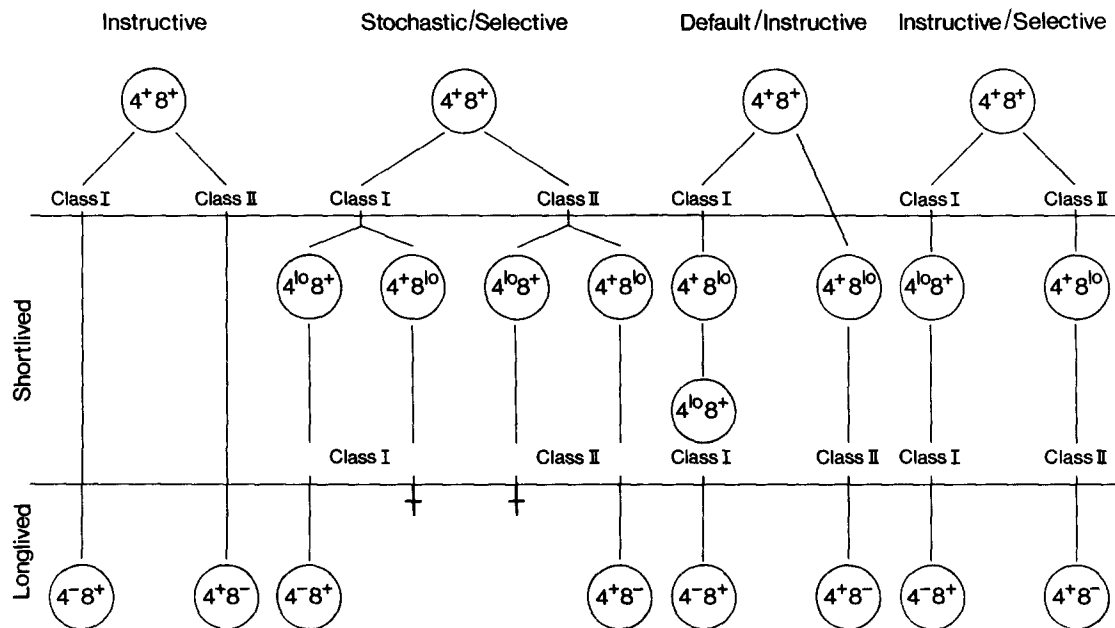 Instructive Stochastic/Selective Default/Instructive Instructive/Selective
4⁺8⁺ 4⁺8⁺ 4⁺8⁺ 4⁺8⁺
Class I Class II Class I Class II Class I Class I Class II
Shortlived
4ˡᵒ8⁺ 4⁺8ˡᵒ 4ˡᵒ8⁺ 4⁺8ˡᵒ 4⁺8ˡᵒ 4⁺8ˡᵒ 4ˡᵒ8⁺ 4⁺8ˡᵒ
4ˡᵒ8⁺
Class I Class II Class I Class II Class I Class II
Longlived
4⁻8⁺ 4⁺8⁻ 4⁻8⁺ 4⁺8⁻ 4⁻8⁺ 4⁺8⁻ 4⁻8⁺ 4⁺8⁻